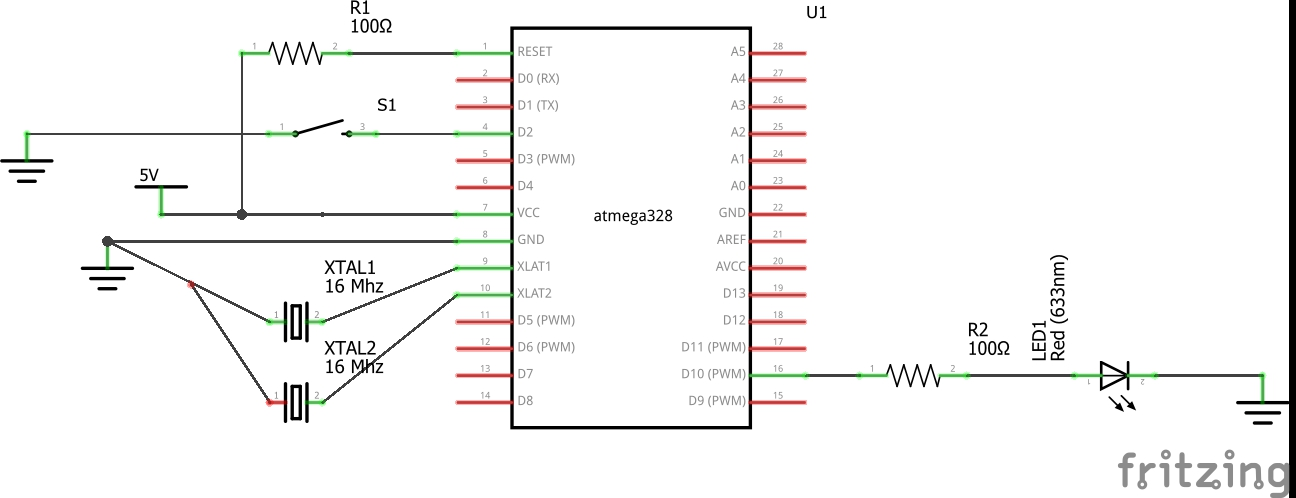 R1
100Ω
U1
1
2
1
RESET
2
D0 (RX)
3
D1 (TX)
S1
1
3
4
D2
5
D3 (PWM)
6
D4
5V
7
VCC
8
GND
9
XLAT1
10
XLAT2
11
D5 (PWM)
12
D6 (PWM)
13
D7
14
D8
XTAL1
16 Mhz
1
2
XTAL2
16 Mhz
1
2
atmega328
A5
28
A4
27
A3
26
A2
25
A1
24
A0
23
GND
22
AREF
21
AVCC
20
D13
19
D12
18
D11 (PWM)
17
D10 (PWM)
16
D9 (PWM)
15
R2
100Ω
1
2
LED1
Red (633nm)
1
2
fritzing